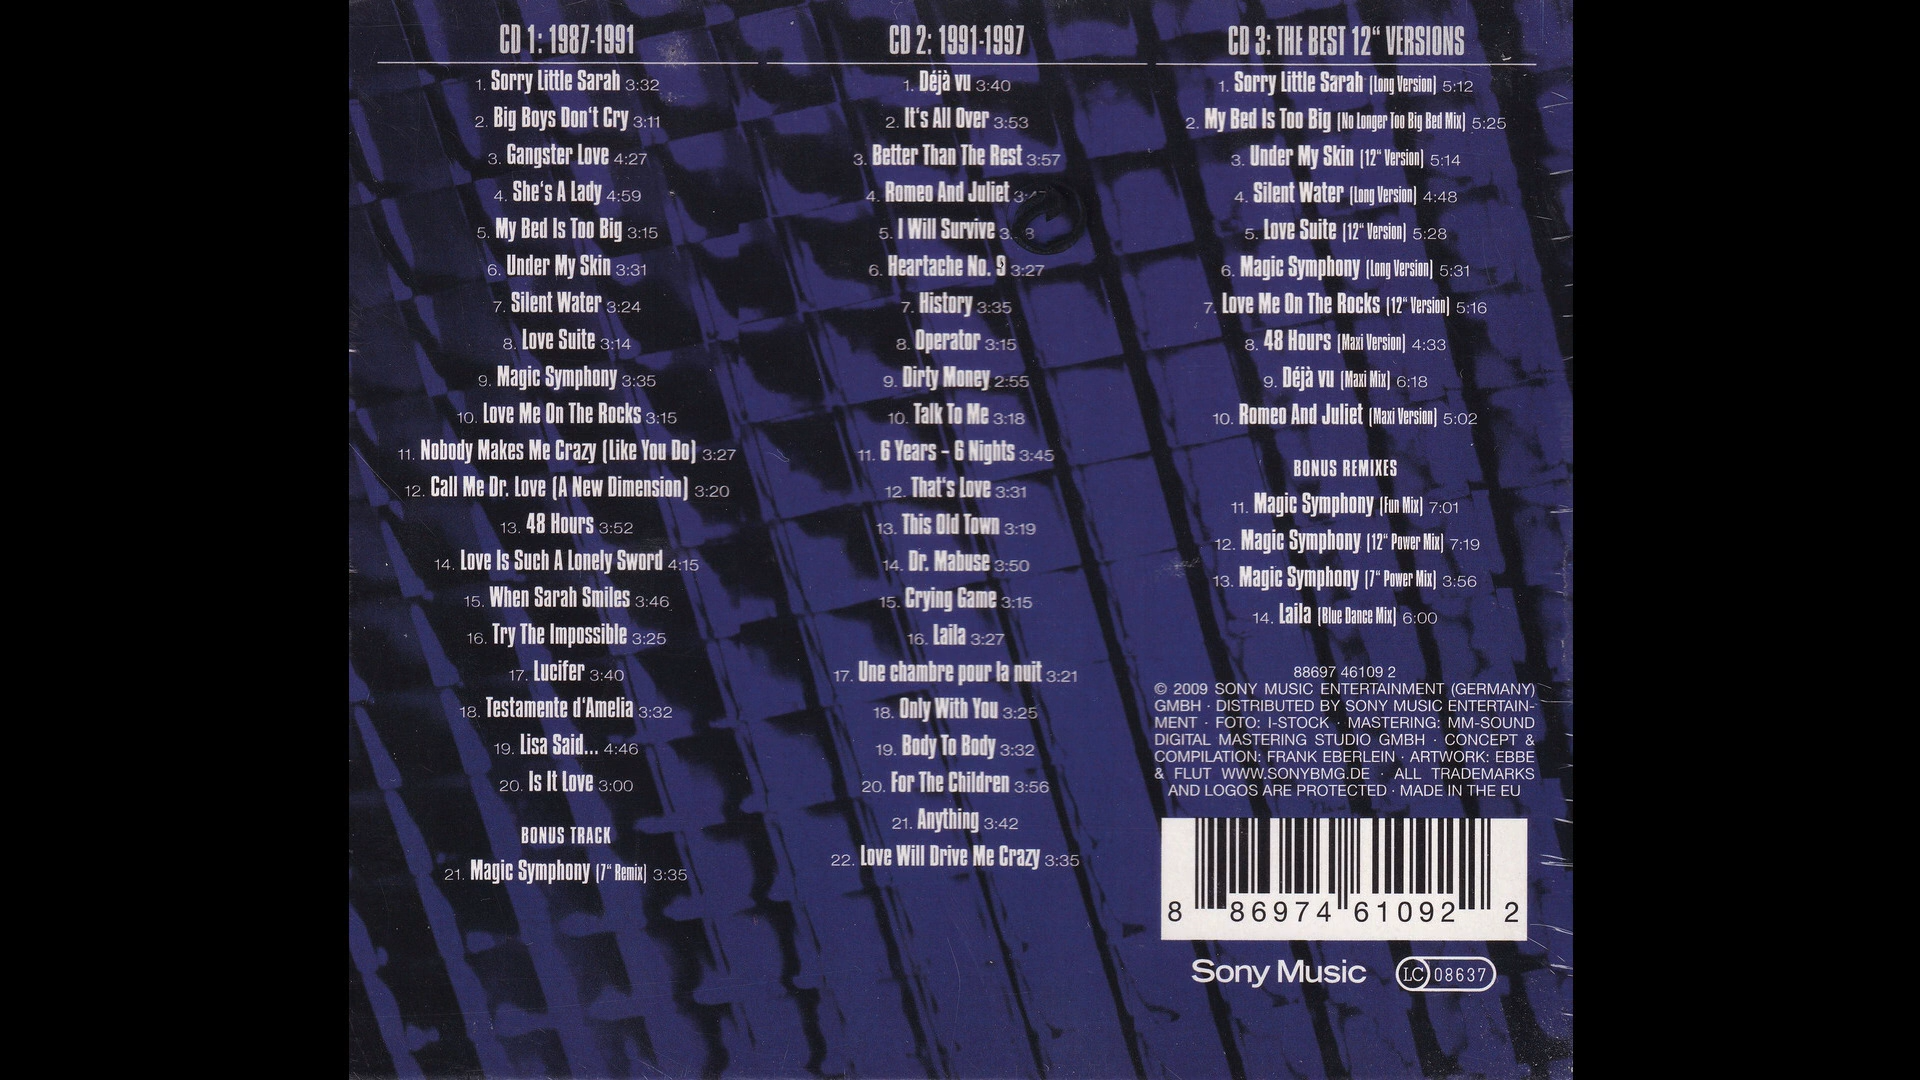 CD 1: 1987-1991
1. Sorry Little Sarah 3:32
2. Big Boys Don‘t Cry 3:11
3. Gangster Love 4:27
4. She‘s A Lady 4:59
5. My Bed Is Too Big 3:15
6. Under My Skin 3:31
7. Silent Water 3:24
8. Love Suite 3:14
9. Magic Symphony 3:35
10. Love Me On The Rocks 3:15
11. Nobody Makes Me Crazy (Like You Do) 3:27
12. Call Me Dr. Love (A New Dimension) 3:20
13. 48 Hours 3:52
14. Love Is Such A Lonely Sword 4:15
15. When Sarah Smiles 3:46
16. Try The Impossible 3:25
17. Lucifer 3:40
18. Testamente d‘Amelia 3:32
19. Lisa Said... 4:46
20. Is It Love 3:00
BONUS TRACK
21. Magic Symphony (7“ Remix) 3:35
CD 2: 1991-1997
1. Déjà vu 3:40
2. It‘s All Over 3:53
3. Better Than The Rest 3:57
4. Romeo And Juliet
5. I Will Survive
6. Heartache No. 9 3:27
7. History 3:35
8. Operator 3:15
9. Dirty Money 2:55
10. Talk To Me 3:18
11. 6 Years – 6 Nights 3:45
12. That‘s Love 3:31
13. This Old Town 3:19
14. Dr. Mabuse 3:50
15. Crying Game 3:15
16. Laila 3:27
17. Une chambre pour la nuit 3:21
18. Only With You 3:25
19. Body To Body 3:32
20. For The Children 3:56
21. Anything 3:42
22. Love Will Drive Me Crazy 3:35
CD 3: THE BEST 12“ VERSIONS
1. Sorry Little Sarah (Long Version) 5:12
2. My Bed Is Too Big (No Longer Too Big Bed Mix) 5:25
3. Under My Skin (12“ Version) 5:14
4. Silent Water (Long Version) 4:48
5. Love Suite (12“ Version) 5:28
6. Magic Symphony (Long Version) 5:31
7. Love Me On The Rocks (12“ Version) 5:16
8. 48 Hours (Maxi Version) 4:33
9. Déjà vu (Maxi Mix) 6:18
10. Romeo And Juliet (Maxi Version) 5:02
BONUS REMIXES
11. Magic Symphony (Fun Mix) 7:01
12. Magic Symphony (12“ Power Mix) 7:19
13. Magic Symphony (7“ Power Mix) 3:56
14. Laila (Blue Dance Mix) 6:00
88697 46109 2
© 2009 SONY MUSIC ENTERTAINMENT (GERMANY)
GMBH · DISTRIBUTED BY SONY MUSIC ENTERTAIN-
MENT · FOTO: I-STOCK · MASTERING: MM-SOUND
DIGITAL MASTERING STUDIO GMBH · CONCEPT &
COMPILATION: FRANK EBERLEIN · ARTWORK: EBBE
& FLUT WWW.SONYBMG.DE · ALL TRADEMARKS
AND LOGOS ARE PROTECTED · MADE IN THE EU
8 86974 61092 2
Sony Music
LC 08637